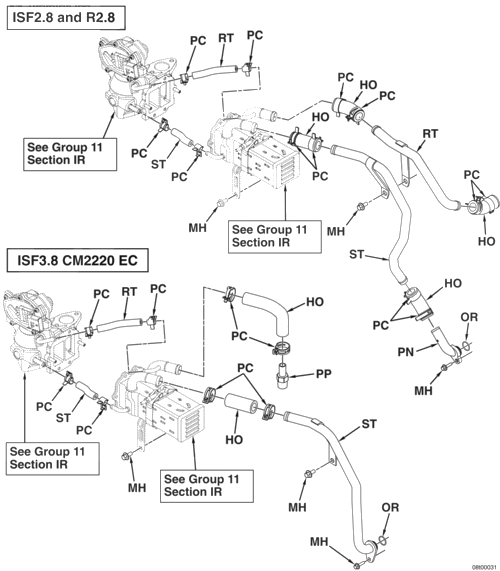 ISF2.8 and R2.8
PC
RT
PC
PC
HO
PC
HO
RT
See Group 11
Section IR
PC
ST
PC
PC
PC
HO
MH
See Group 11
Section IR
MH
ST
ISF3.8 CM2220 EC
PC
RT
PC
HO
PC
HO
OR
PC
PN
PC
PP
MH
PC
ST
PC
HO
ST
See Group 11
Section IR
See Group 11
Section IR
MH
MH
OR
MH
08I00031